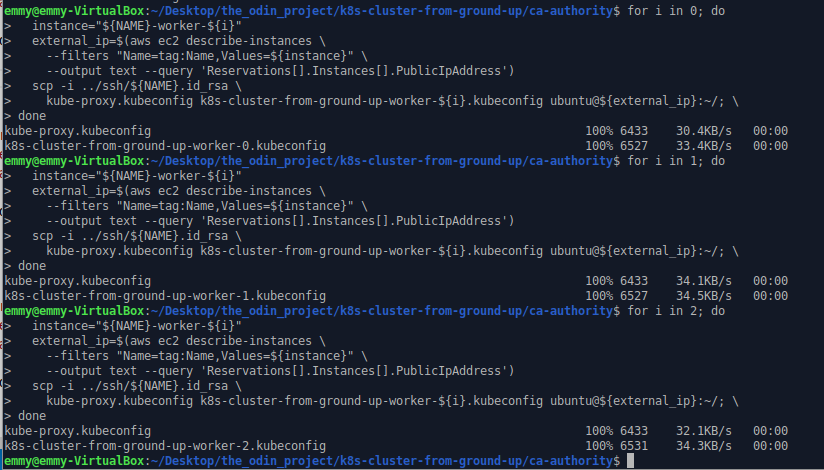 emmy@emmy-VirtualBox:~/Desktop/the_odin_project/k8s-cluster-from-ground-up/ca-authority$ for i in 0; do
>   instance="${NAME}-worker-${i}"
>   external_ip=$(aws ec2 describe-instances \
>     --filters "Name=tag:Name,Values=${instance}" \
>     --output text --query 'Reservations[].Instances[].PublicIpAddress')
>   scp -i ../ssh/${NAME}.id_rsa \
>     kube-proxy.kubeconfig k8s-cluster-from-ground-up-worker-${i}.kubeconfig ubuntu@${external_ip}:~/; \
> done
kube-proxy.kubeconfig 100% 6433 30.4KB/s 00:00
k8s-cluster-from-ground-up-worker-0.kubeconfig 100% 6527 33.4KB/s 00:00
emmy@emmy-VirtualBox:~/Desktop/the_odin_project/k8s-cluster-from-ground-up/ca-authority$ for i in 1; do
>   instance="${NAME}-worker-${i}"
>   external_ip=$(aws ec2 describe-instances \
>     --filters "Name=tag:Name,Values=${instance}" \
>     --output text --query 'Reservations[].Instances[].PublicIpAddress')
>   scp -i ../ssh/${NAME}.id_rsa \
>     kube-proxy.kubeconfig k8s-cluster-from-ground-up-worker-${i}.kubeconfig ubuntu@${external_ip}:~/; \
> done
kube-proxy.kubeconfig 100% 6433 34.1KB/s 00:00
k8s-cluster-from-ground-up-worker-1.kubeconfig 100% 6527 34.5KB/s 00:00
emmy@emmy-VirtualBox:~/Desktop/the_odin_project/k8s-cluster-from-ground-up/ca-authority$ for i in 2; do
>   instance="${NAME}-worker-${i}"
>   external_ip=$(aws ec2 describe-instances \
>     --filters "Name=tag:Name,Values=${instance}" \
>     --output text --query 'Reservations[].Instances[].PublicIpAddress')
>   scp -i ../ssh/${NAME}.id_rsa \
>     kube-proxy.kubeconfig k8s-cluster-from-ground-up-worker-${i}.kubeconfig ubuntu@${external_ip}:~/; \
> done
kube-proxy.kubeconfig 100% 6433 32.1KB/s 00:00
k8s-cluster-from-ground-up-worker-2.kubeconfig 100% 6531 34.3KB/s 00:00
emmy@emmy-VirtualBox:~/Desktop/the_odin_project/k8s-cluster-from-ground-up/ca-authority$